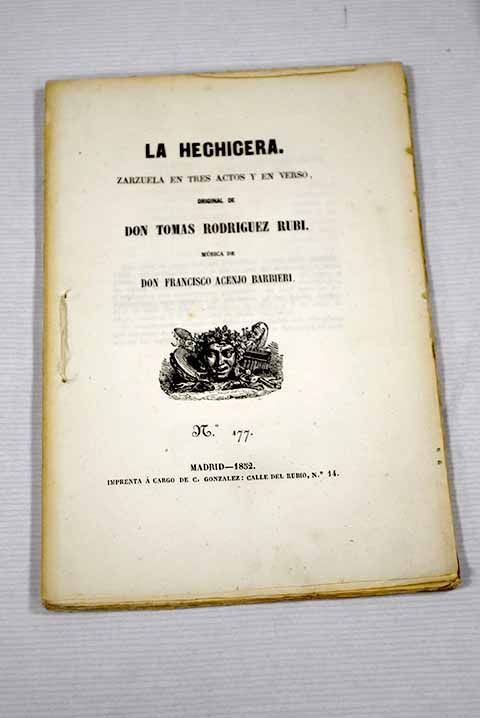 LA HECHICERA.
ZARZUELA EN TRES ACTOS Y EN VERSO,
ORIGINAL DE
DON TOMAS RODRIGUEZ RUBI.
MÚSICA DE
DON FRANCISCO ACENJO BARBIERI.
N.º 177.
MADRID—1852.
IMPRENTA Á CARGO DE C. GONZALEZ: CALLE DEL RUBIO, N.º 14.